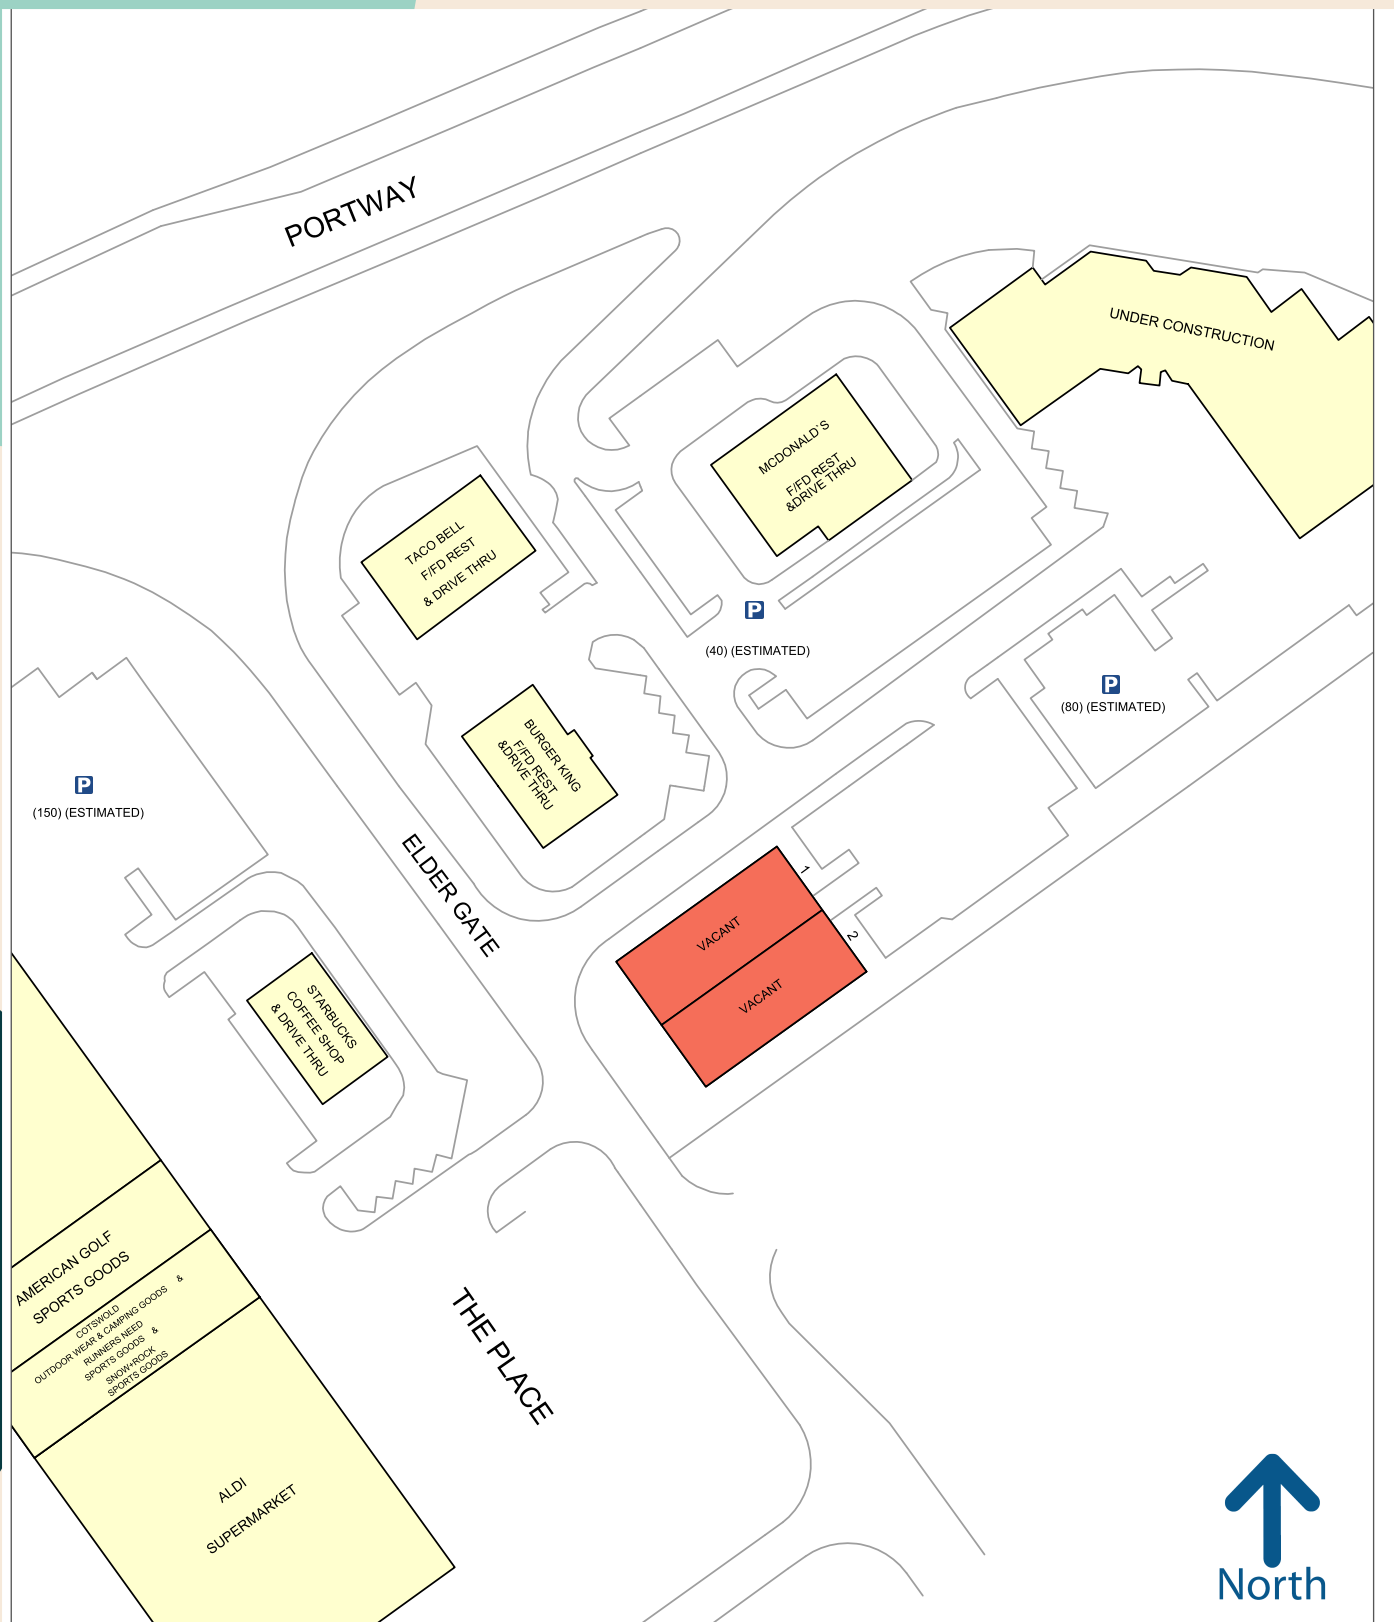 PORTWAY
UNDER CONSTRUCTION
MCDONALD`S
F/FD REST
&DRIVE THRU
TACO BELL
F/FD REST
& DRIVE THRU
P
(40) (ESTIMATED)
P
(80) (ESTIMATED)
BURGER KING
F/FD REST
&DRIVE THRU
P
(150) (ESTIMATED)
ELDER GATE
1
VACANT
2
VACANT
STARBUCKS
COFFEE SHOP
& DRIVE THRU
AMERICAN GOLF
SPORTS GOODS
COTSWOLD
OUTDOOR WEAR & CAMPING GOODS &
RUNNERS NEED
SPORTS GOODS &
SNOW+ROCK
SPORTS GOODS
THE PLACE
ALDI
SUPERMARKET
North